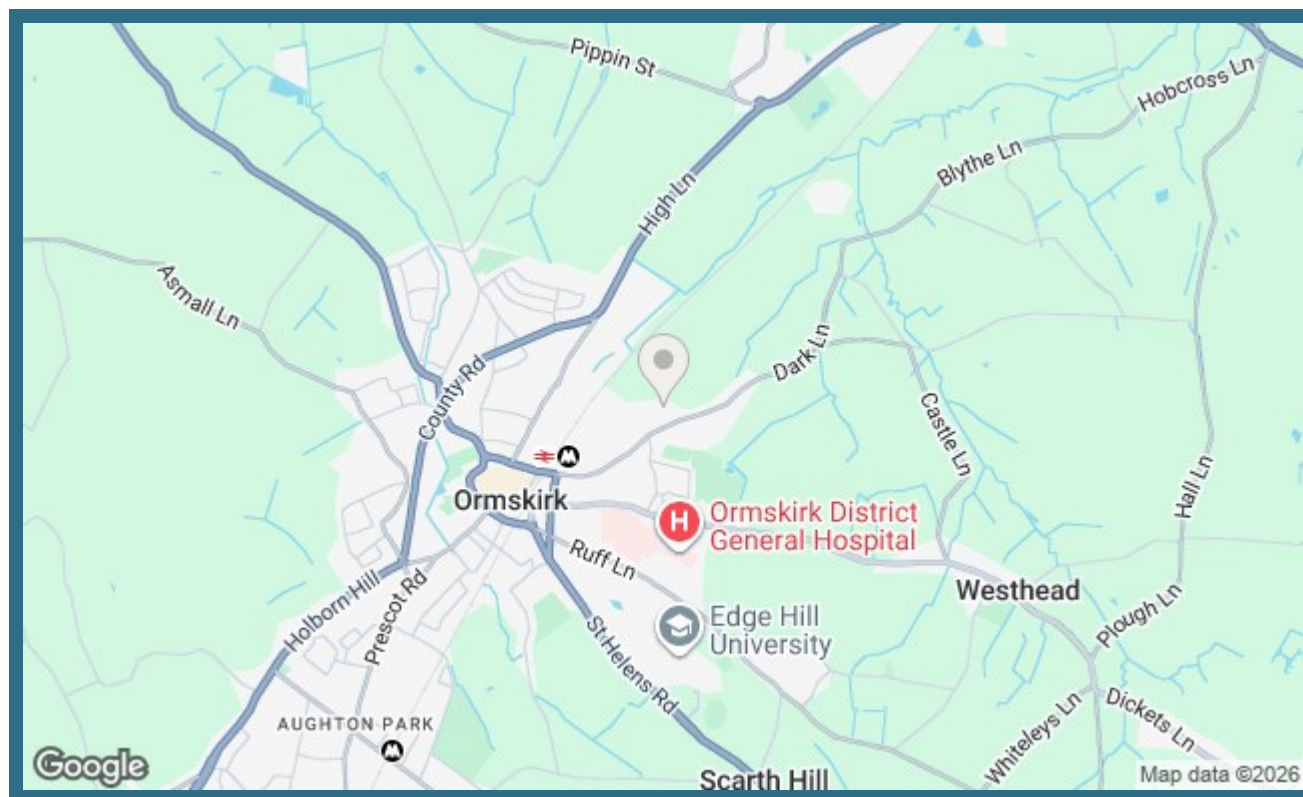 Pippin St
Hobcross Ln
Blythe Ln
High Ln
Asmall Ln
Dark Ln
County Rd
Castle Ln
Hall Ln
Ormskirk
H
Ormskirk District
General Hospital
Ruff Ln
Westhead
Holborn Hill
Prescot Rd
Edge Hill
University
Plough Ln
St Helens Rd
Dickets Ln
Whiteleys Ln
AUGHTON PARK
Google
Scarth Hill
Map data ©2026